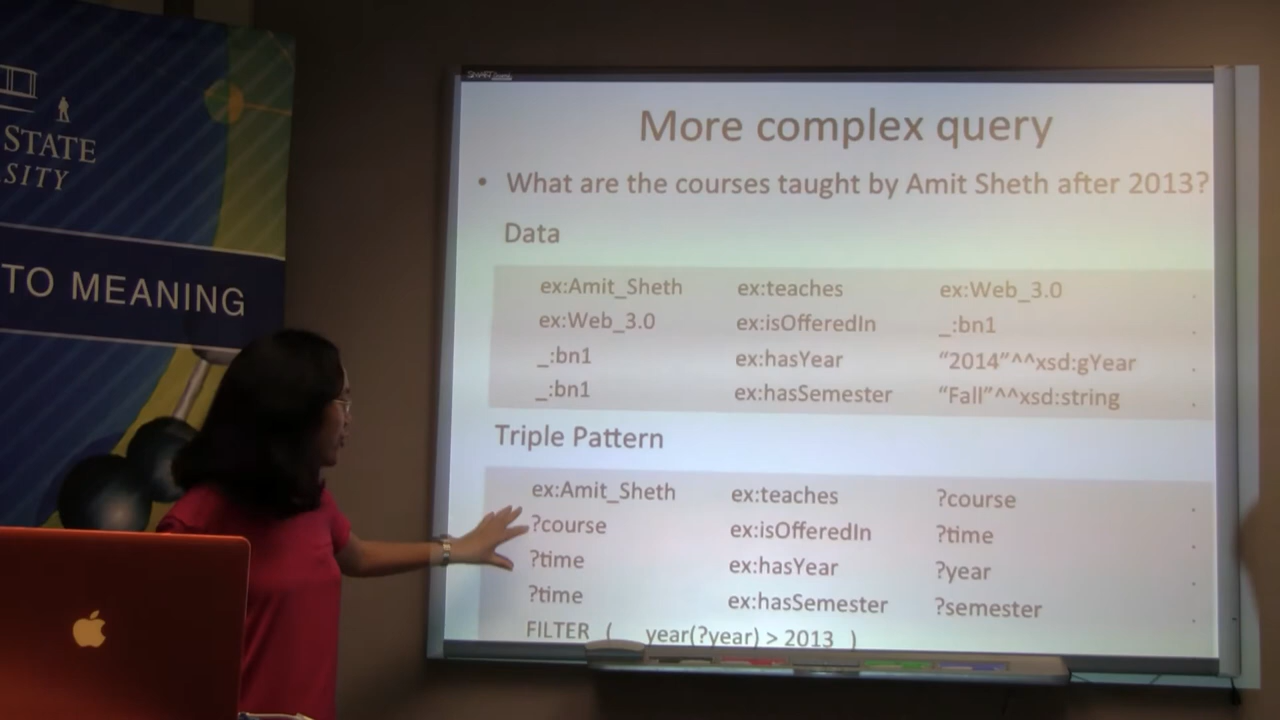 STATE
SITY
TO MEANING
More complex query
• What are the courses taught by Amit Sheth after 2013?
Data
ex:Amit_Sheth ex:teaches ex:Web_3.0 .
ex:Web_3.0 ex:isOfferedIn _:bn1 .
_:bn1 ex:hasYear “2014”^^xsd:gYear .
_:bn1 ex:hasSemester “Fall”^^xsd:string .
Triple Pattern
ex:Amit_Sheth ex:teaches ?course .
?course ex:isOfferedIn ?time .
?time ex:hasYear ?year .
?time ex:hasSemester ?semester .
FILTER ( year(?year) > 2013 )